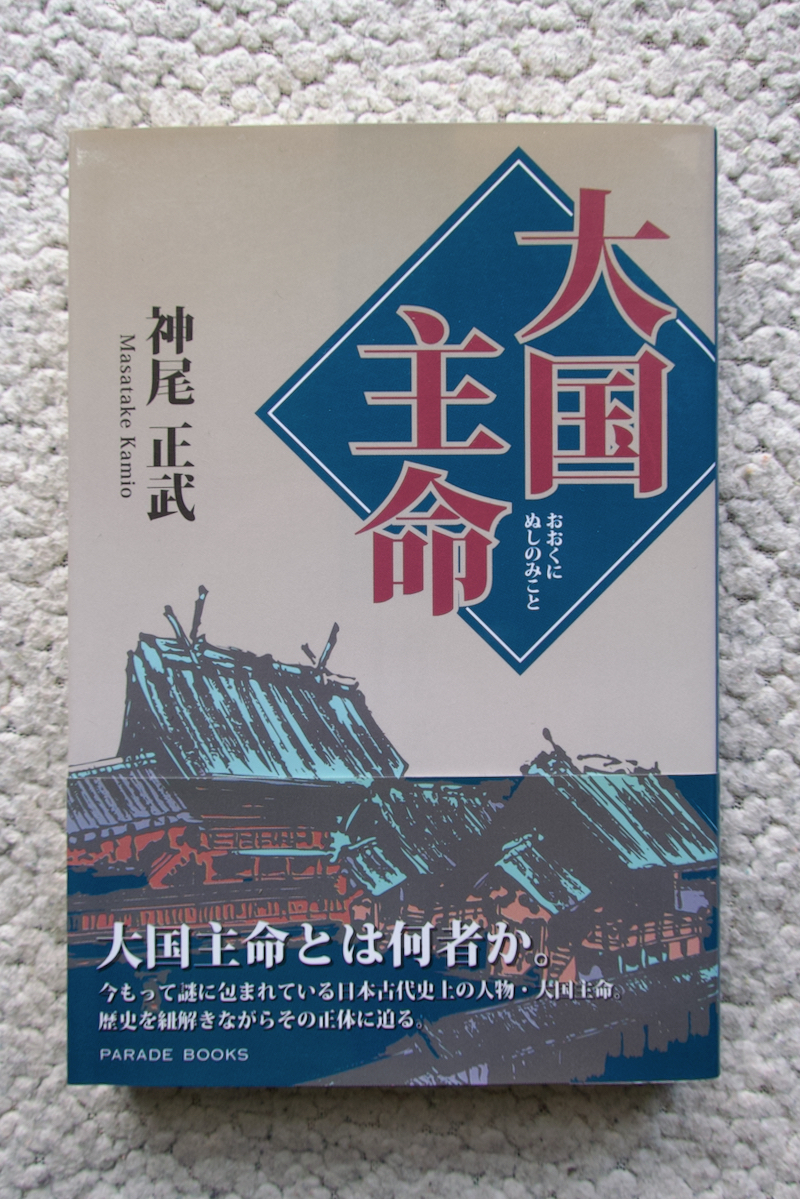 大国
主命
おおくに
ぬしのみこと
神尾 正武
Masatake Kamio
大国主命とは何者か。
今もって謎に包まれている日本古代史上の人物・大国主命。
歴史を紐解きながらその正体に迫る。
PARADE BOOKS